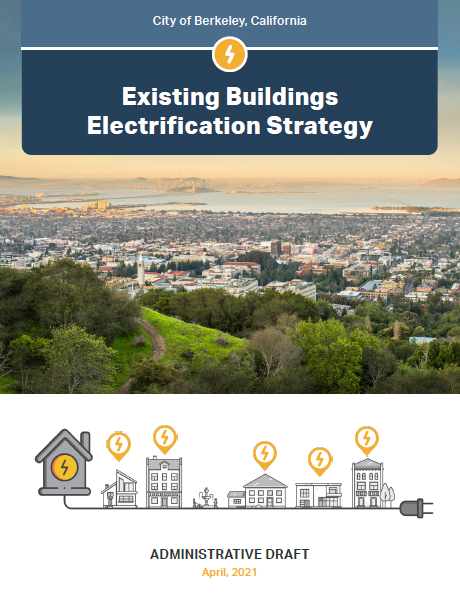 City of Berkeley, California
Existing Buildings
Electrification Strategy
ADMINISTRATIVE DRAFT
April, 2021